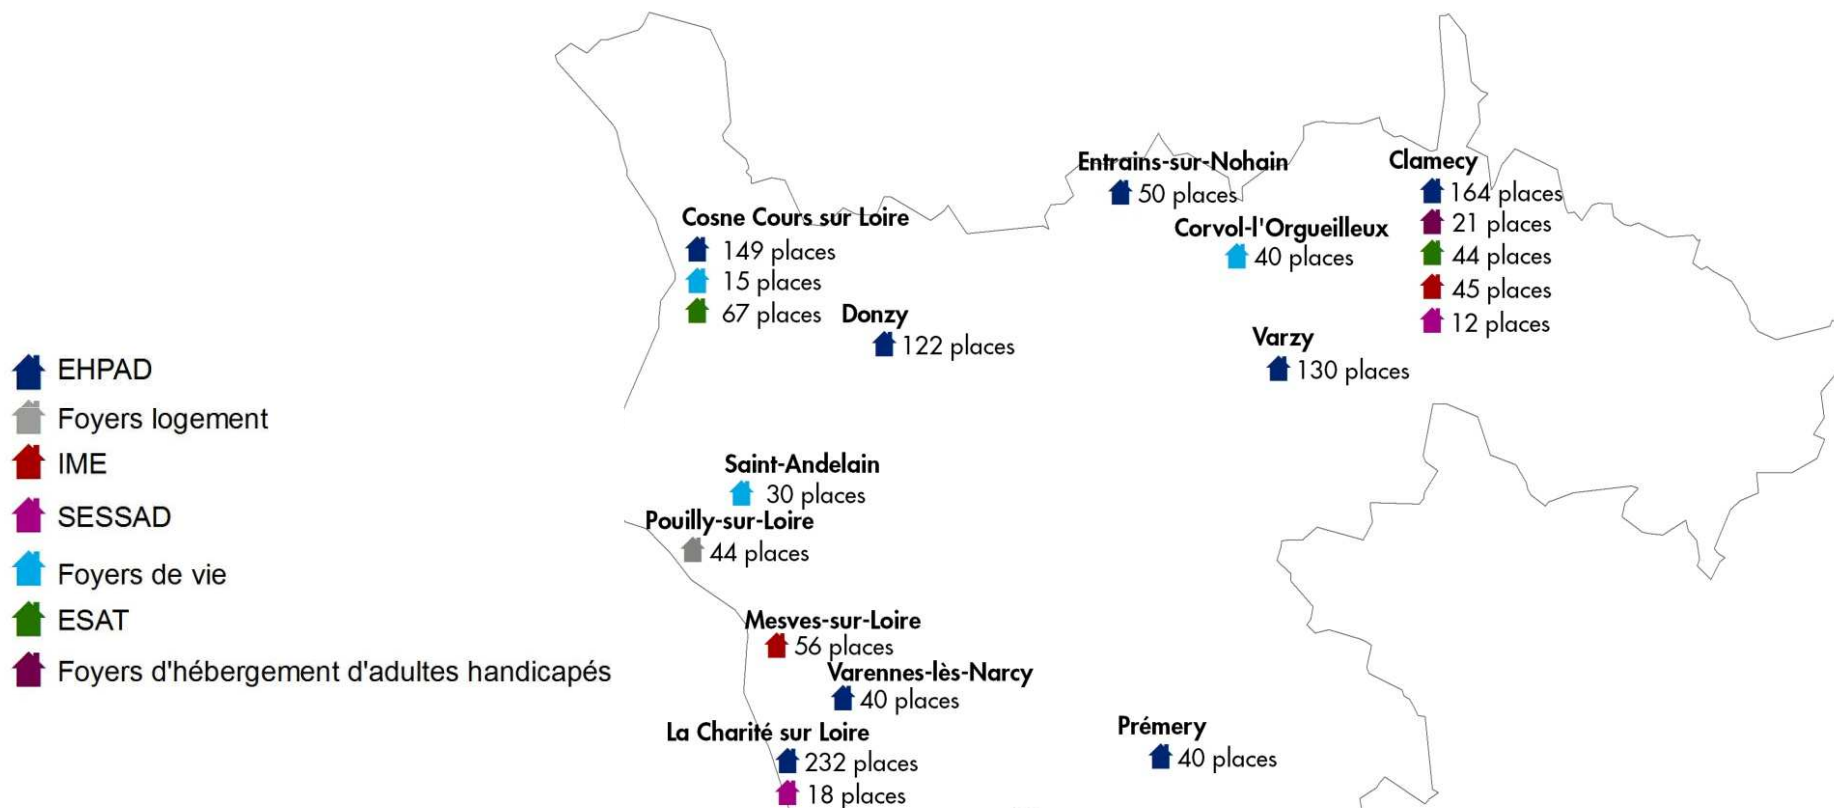 EHPAD
Foyers logement
IME
SESSAD
Foyers de vie
ESAT
Foyers d'hébergement d'adultes handicapés
Cosne Cours sur Loire
149 places
15 places
67 places
Donzy
122 places
Entrains-sur-Nohain
50 places
Corvol-l'Orgueilleux
40 places
Clamecy
164 places
21 places
44 places
45 places
12 places
Varzy
130 places
Saint-Andelain
30 places
Pouilly-sur-Loire
44 places
Mesves-sur-Loire
56 places
Varennes-lès-Narcy
40 places
La Charité sur Loire
232 places
18 places
Prémery
40 places